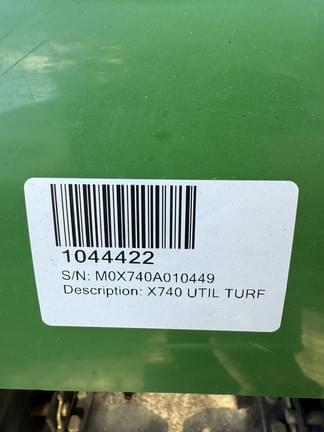 1044422
S/N: M0X740A010449
Description: X740 UTIL TURF